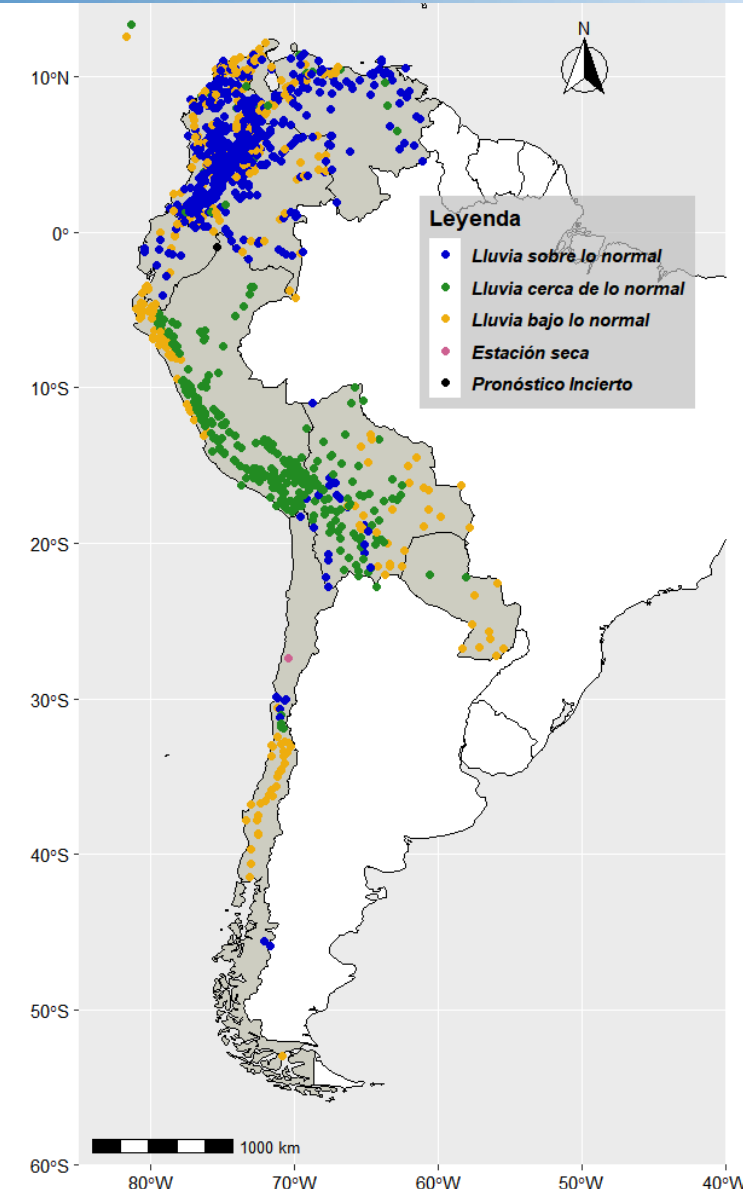 N
10°N
0°
10°S
20°S
30°S
40°S
50°S
60°S
Leyenda
Lluvia sobre lo normal
Lluvia cerca de lo normal
Lluvia bajo lo normal
Estación seca
Pronóstico Incierto
1000 km
80°W 70°W 60°W 50°W 40°W